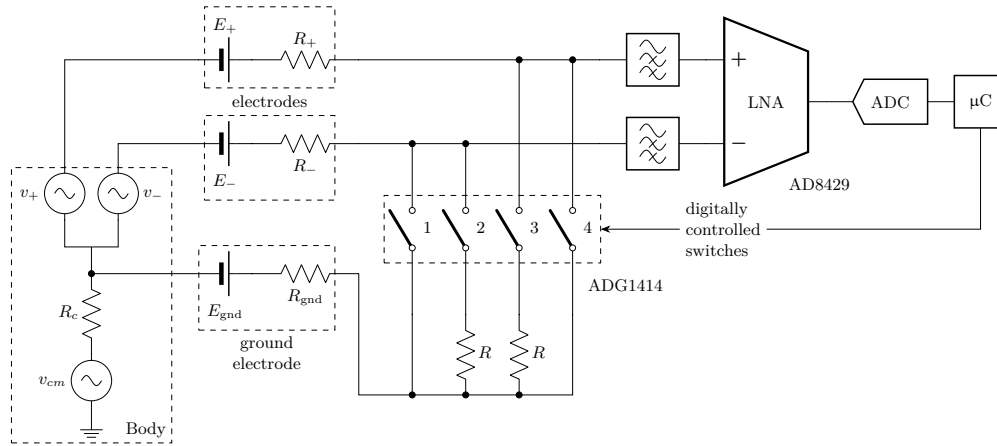 E+
R+
electrodes
E−
R−
v+
v−
Egnd
Rgnd
ground
electrode
Rc
vcm
Body
1
2
3
4
R
R
ADG1414
digitally
controlled
switches
+
−
LNA
AD8429
ADC
μC